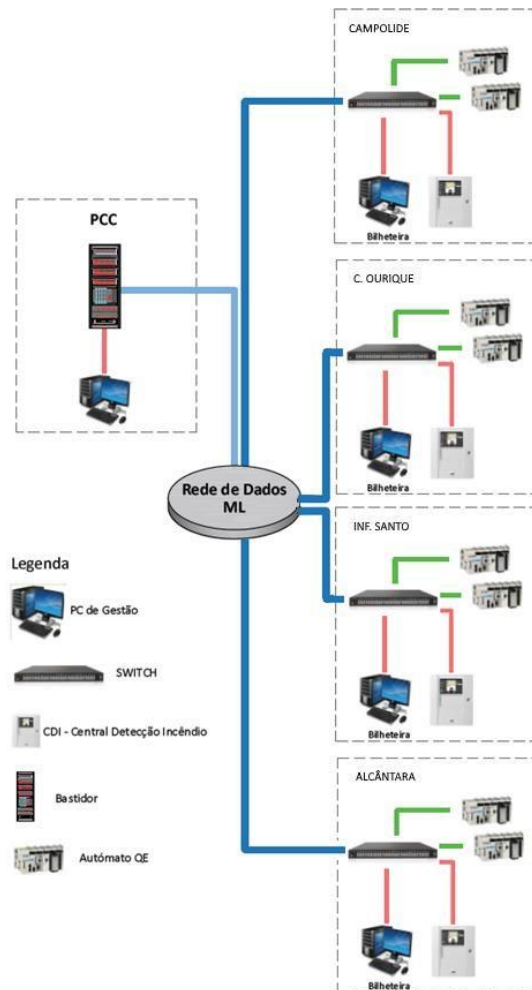 CAMPOLIDE
Bilheteira
PCC
C. OURIQUE
Bilheteira
Rede de Dados
ML
INF. SANTO
Bilheteira
Legenda
PC de Gestão
SWITCH
CDI - Central Detecção Incêndio
Bastidor
Autómato QE
ALCÂNTARA
Bilheteira